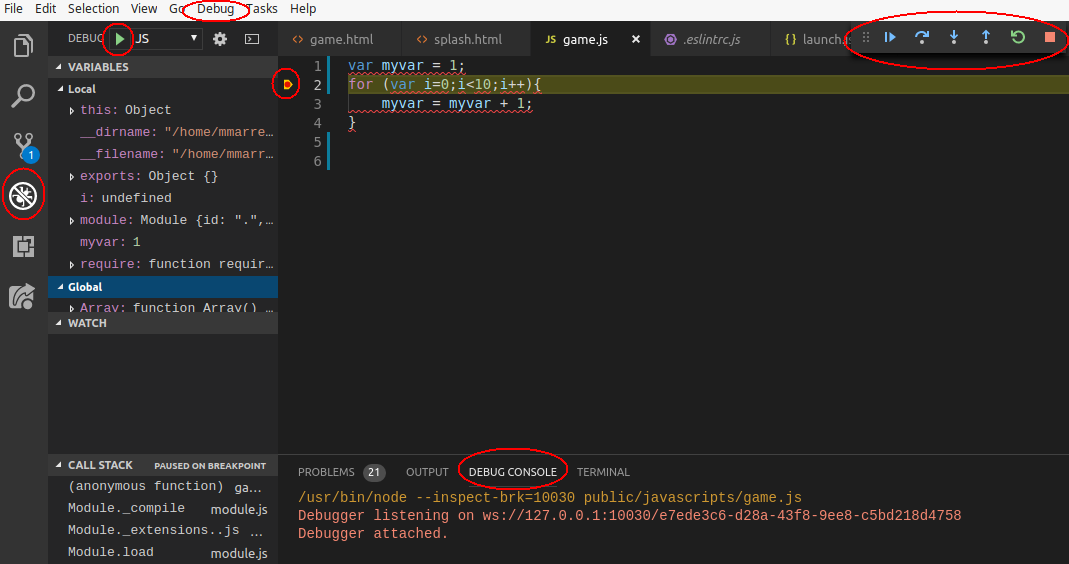 File Edit Selection View Go Debug Tasks Help
DEBUG JS game.html splash.html JS game.js .eslintrc.js {} launch.js
VARIABLES
Local
this: Object
__dirname: "/home/mmarre…
__filename: "/home/mmarre…
exports: Object {}
i: undefined
module: Module {id: ".",…
myvar: 1
require: function requir…
Global
Array: function Array() …
WATCH
CALL STACK PAUSED ON BREAKPOINT
(anonymous function) ga…
Module._compile module.js
Module._extensions..js …
Module.load module.js
1 var myvar = 1;
2 for (var i=0;i<10;i++){
3 myvar = myvar + 1;
4 }
5
6
1
PROBLEMS 21 OUTPUT DEBUG CONSOLE TERMINAL
/usr/bin/node --inspect-brk=10030 public/javascripts/game.js
Debugger listening on ws://127.0.0.1:10030/e7ede3c6-d28a-43f8-9ee8-c5bd218d4758
Debugger attached.